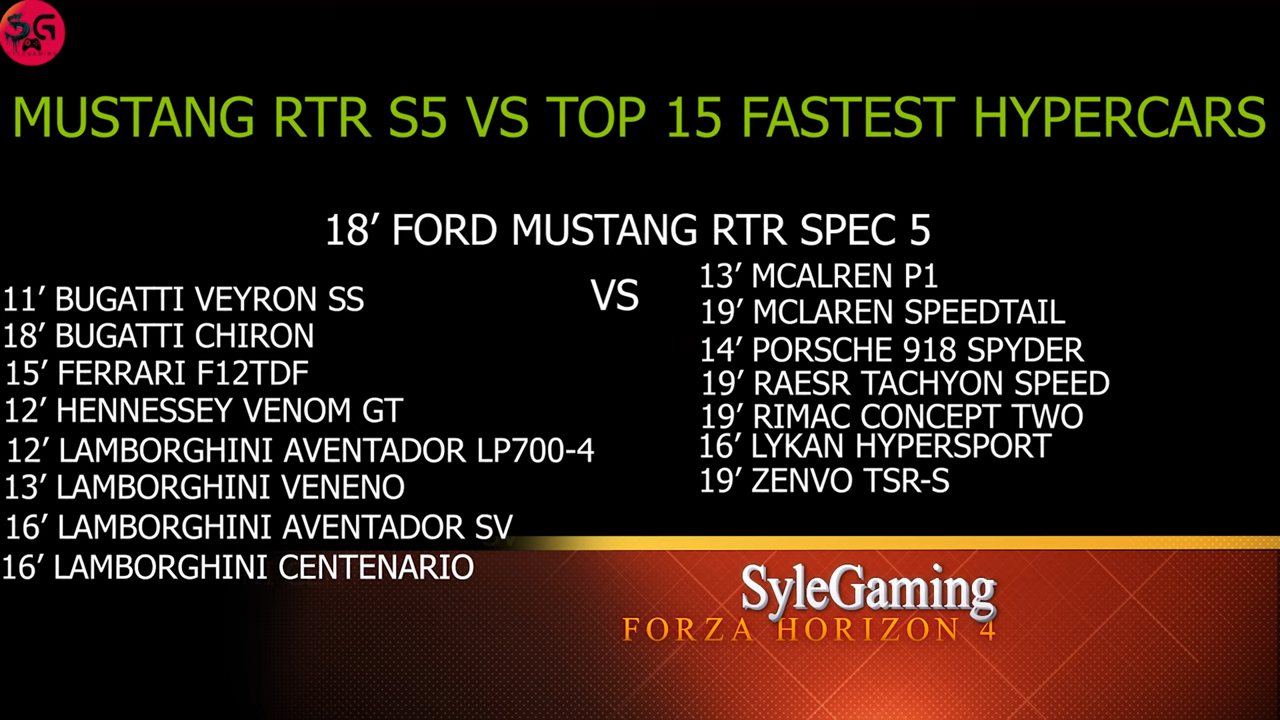 SG
MUSTANG RTR S5 VS TOP 15 FASTEST HYPERCARS
18’ FORD MUSTANG RTR SPEC 5
VS
11’ BUGATTI VEYRON SS
18’ BUGATTI CHIRON
15’ FERRARI F12TDF
12’ HENNESSEY VENOM GT
12’ LAMBORGHINI AVENTADOR LP700-4
13’ LAMBORGHINI VENENO
16’ LAMBORGHINI AVENTADOR SV
16’ LAMBORGHINI CENTENARIO
13’ MCALREN P1
19’ MCLAREN SPEEDTAIL
14’ PORSCHE 918 SPYDER
19’ RAESR TACHYON SPEED
19’ RIMAC CONCEPT TWO
16’ LYKAN HYPERSPORT
19’ ZENVO TSR-S
SyleGaming
FORZA HORIZON 4